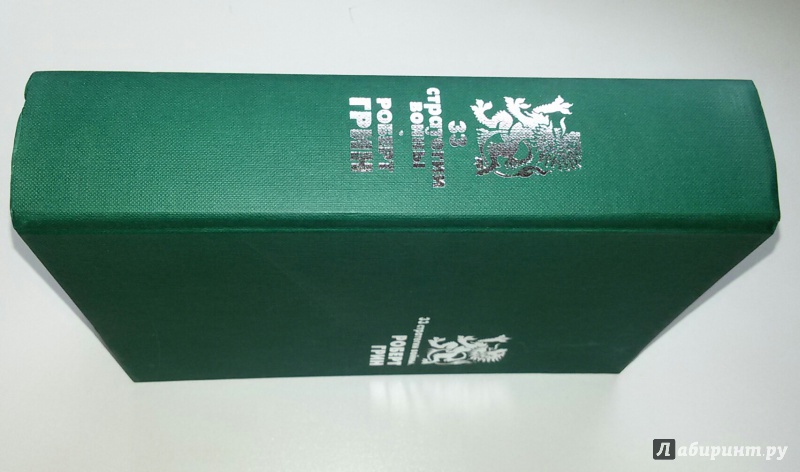 33
СТРАТЕГИИ
ВОЙНЫ
РОБЕРТ
ГРИН
33 стратегии войны
РОБЕРТ
ГРИН
Лабиринт.ру